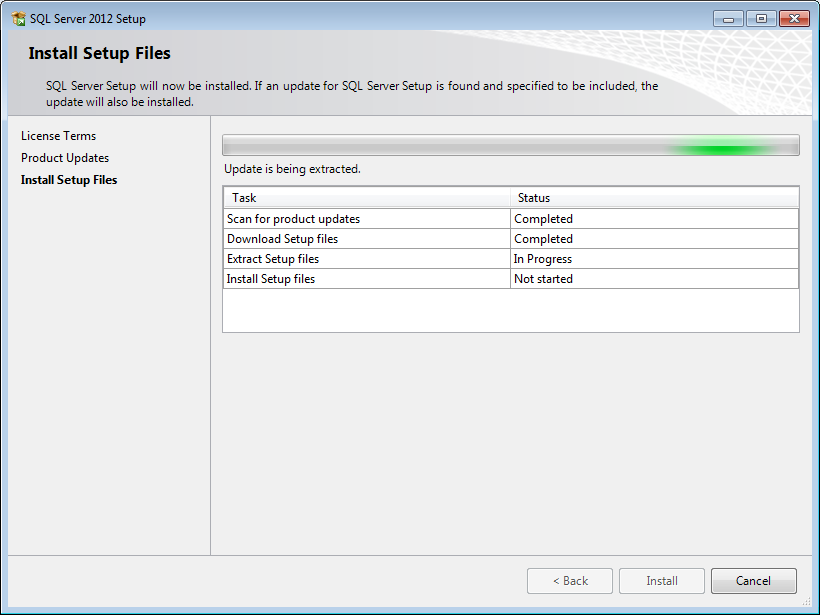 SQL Server 2012 Setup
Install Setup Files
SQL Server Setup will now be installed. If an update for SQL Server Setup is found and specified to be included, the
update will also be installed.
License Terms
Product Updates
Install Setup Files
Update is being extracted.
Task Status
Scan for product updates Completed
Download Setup files Completed
Extract Setup files In Progress
Install Setup files Not started
< Back Install Cancel